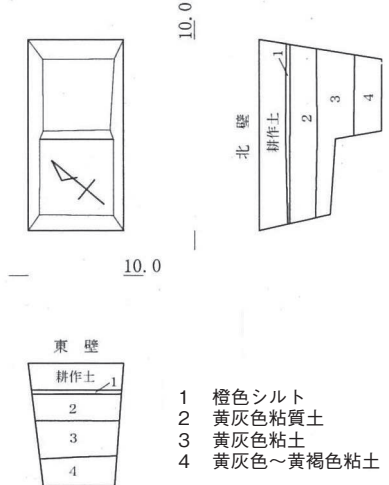 10.0
北壁
耕作土
1
2
3
4
10.0
東壁
耕作土
1
2
3
4
1 橙色シルト
2 黄灰色粘質土
3 黄灰色粘土
4 黄灰色～黄褐色粘土